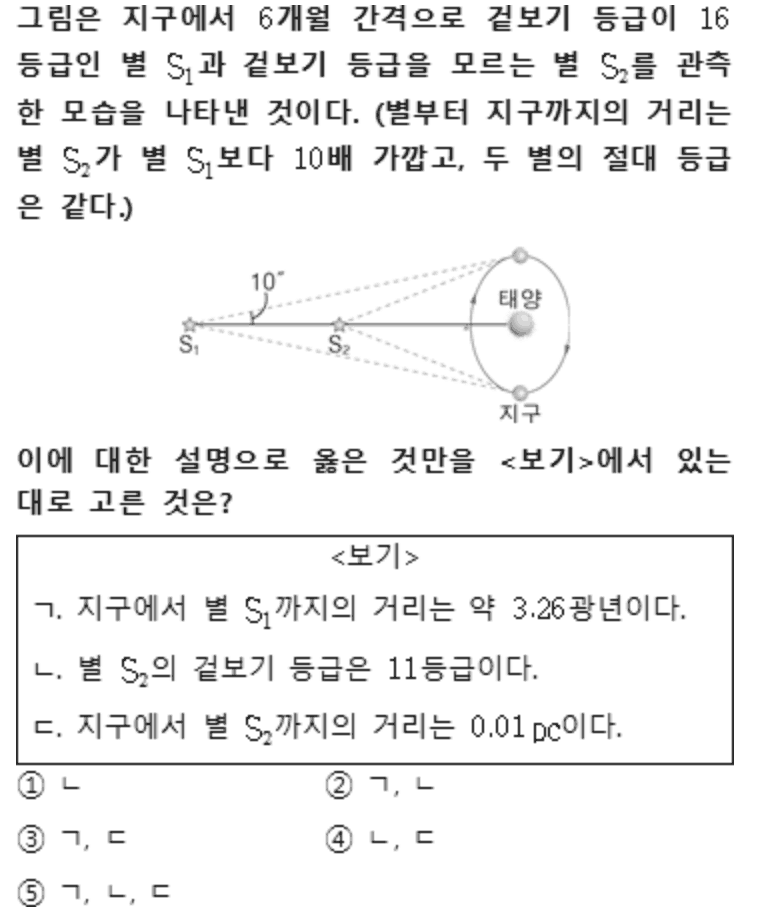 그림은 지구에서 6개월 간격으로 겉보기 등급이 16
등급인 별 S₁과 겉보기 등급을 모르는 별 S₂를 관측
한 모습을 나타낸 것이다. (별부터 지구까지의 거리는
별 S₂가 별 S₁보다 10배 가깝고, 두 별의 절대 등급
은 같다.)
10″
태양
S₁
S₂
지구
이에 대한 설명으로 옳은 것만을 <보기>에서 있는
대로 고른 것은?
<보기>
ㄱ. 지구에서 별 S₁까지의 거리는 약 3.26광년이다.
ㄴ. 별 S₂의 겉보기 등급은 11등급이다.
ㄷ. 지구에서 별 S₂까지의 거리는 0.01pc이다.
① ㄴ ② ㄱ, ㄴ
③ ㄱ, ㄷ ④ ㄴ, ㄷ
⑤ ㄱ, ㄴ, ㄷ